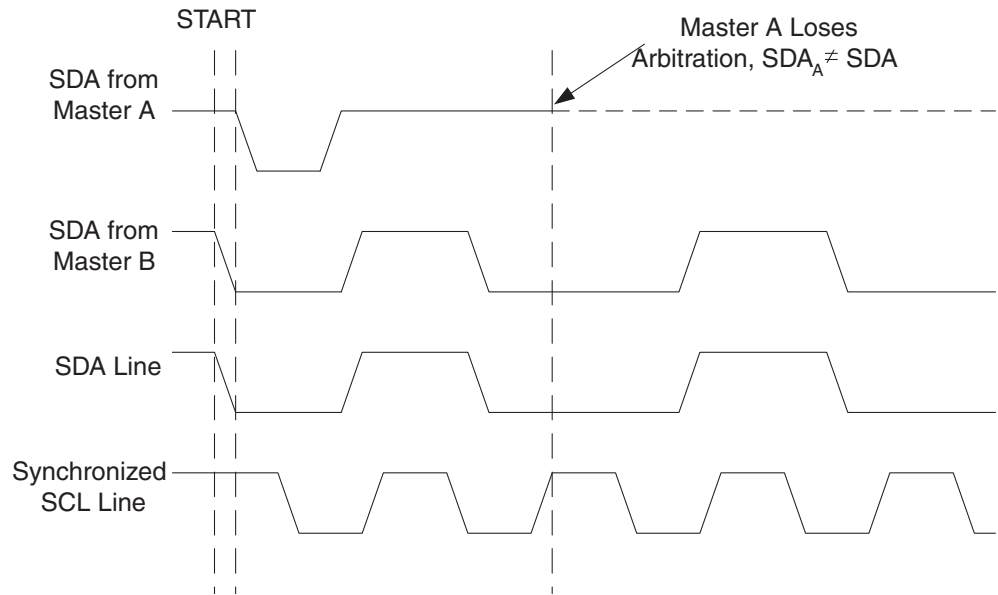 START
Master A Loses
Arbitration, SDA_A ≠ SDA
SDA from
Master A
SDA from
Master B
SDA Line
Synchronized
SCL Line